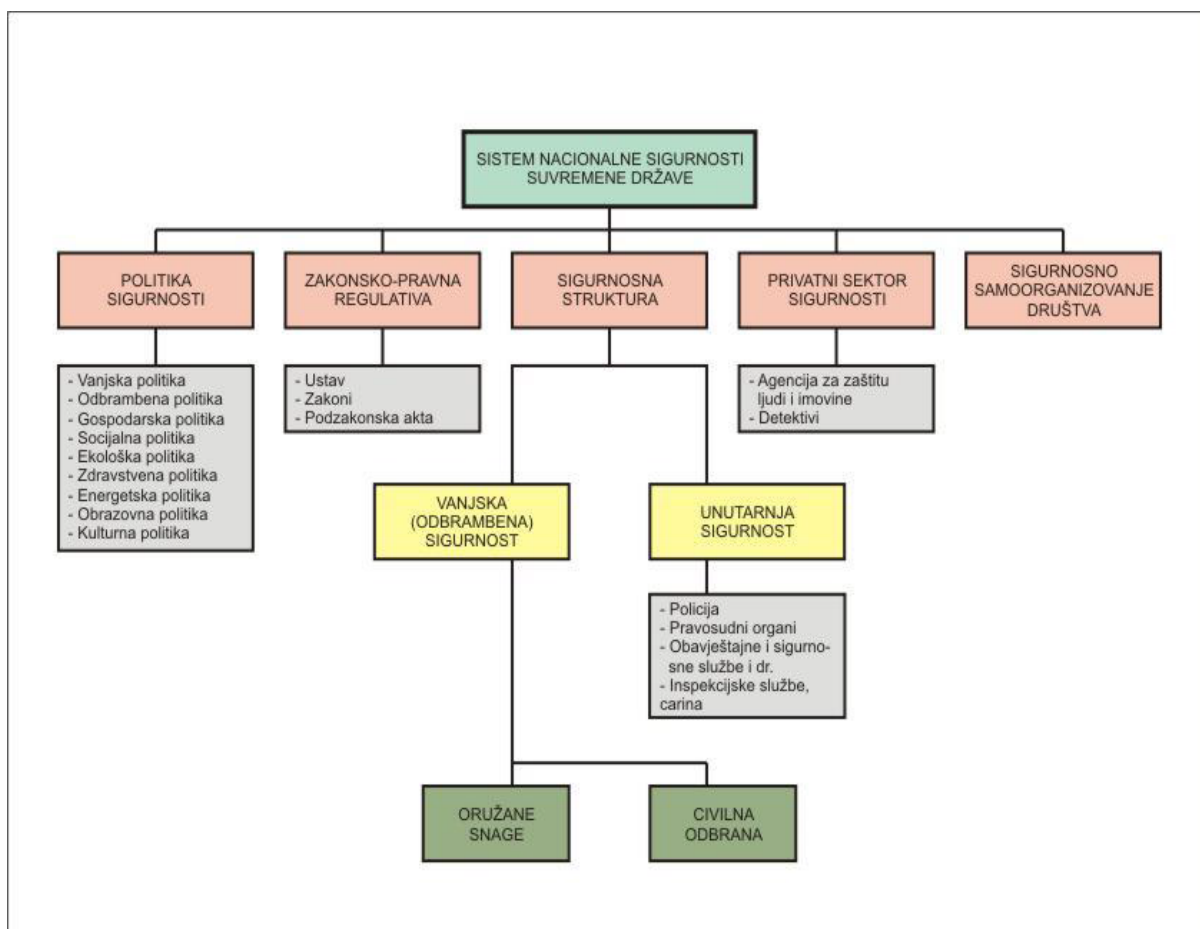 SISTEM NACIONALNE SIGURNOSTI
SUVREMENE DRŽAVE
POLITIKA
SIGURNOSTI
ZAKONSKO-PRAVNA
REGULATIVA
SIGURNOSNA
STRUKTURA
PRIVATNI SEKTOR
SIGURNOSTI
SIGURNOSNO
SAMOORGANIZOVANJE
DRUŠTVA
- Vanjska politika
- Odbrambena politika
- Gospodarska politika
- Socijalna politika
- Ekološka politika
- Zdravstvena politika
- Energetska politika
- Obrazovna politika
- Kulturna politika
- Ustav
- Zakoni
- Podzakonska akta
- Agencija za zaštitu
ljudi i imovine
- Detektivi
VANJSKA
(ODBRAMBENA)
SIGURNOST
UNUTARNJA
SIGURNOST
- Policija
- Pravosudni organi
- Obavještajne i sigurno-
sne službe i dr.
- Inspekcijske službe,
carina
ORUŽANE
SNAGE
CIVILNA
ODBRANA